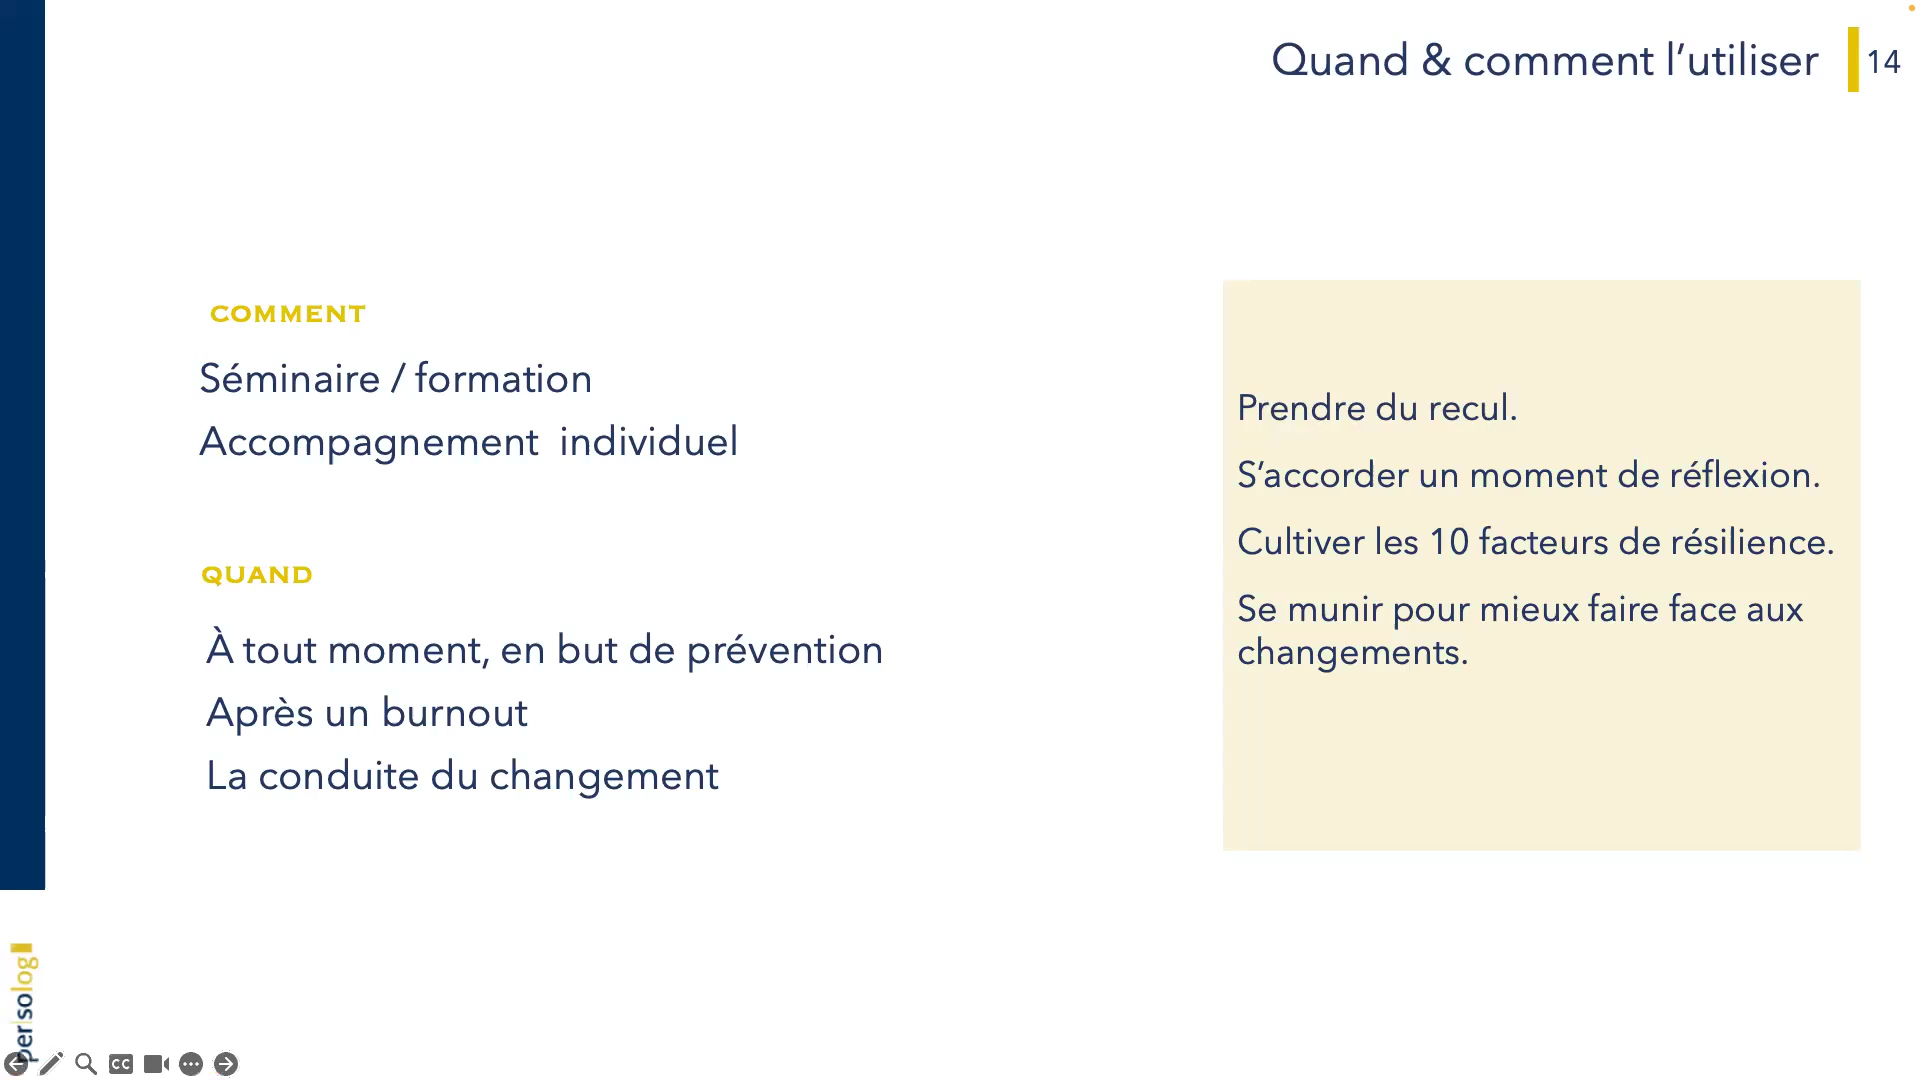 Quand & comment l’utiliser
14
COMMENT
Séminaire / formation
Accompagnement individuel
QUAND
À tout moment, en but de prévention
Après un burnout
La conduite du changement
Prendre du recul.
S’accorder un moment de réflexion.
Cultiver les 10 facteurs de résilience.
Se munir pour mieux faire face aux
changements.
persolog
CC